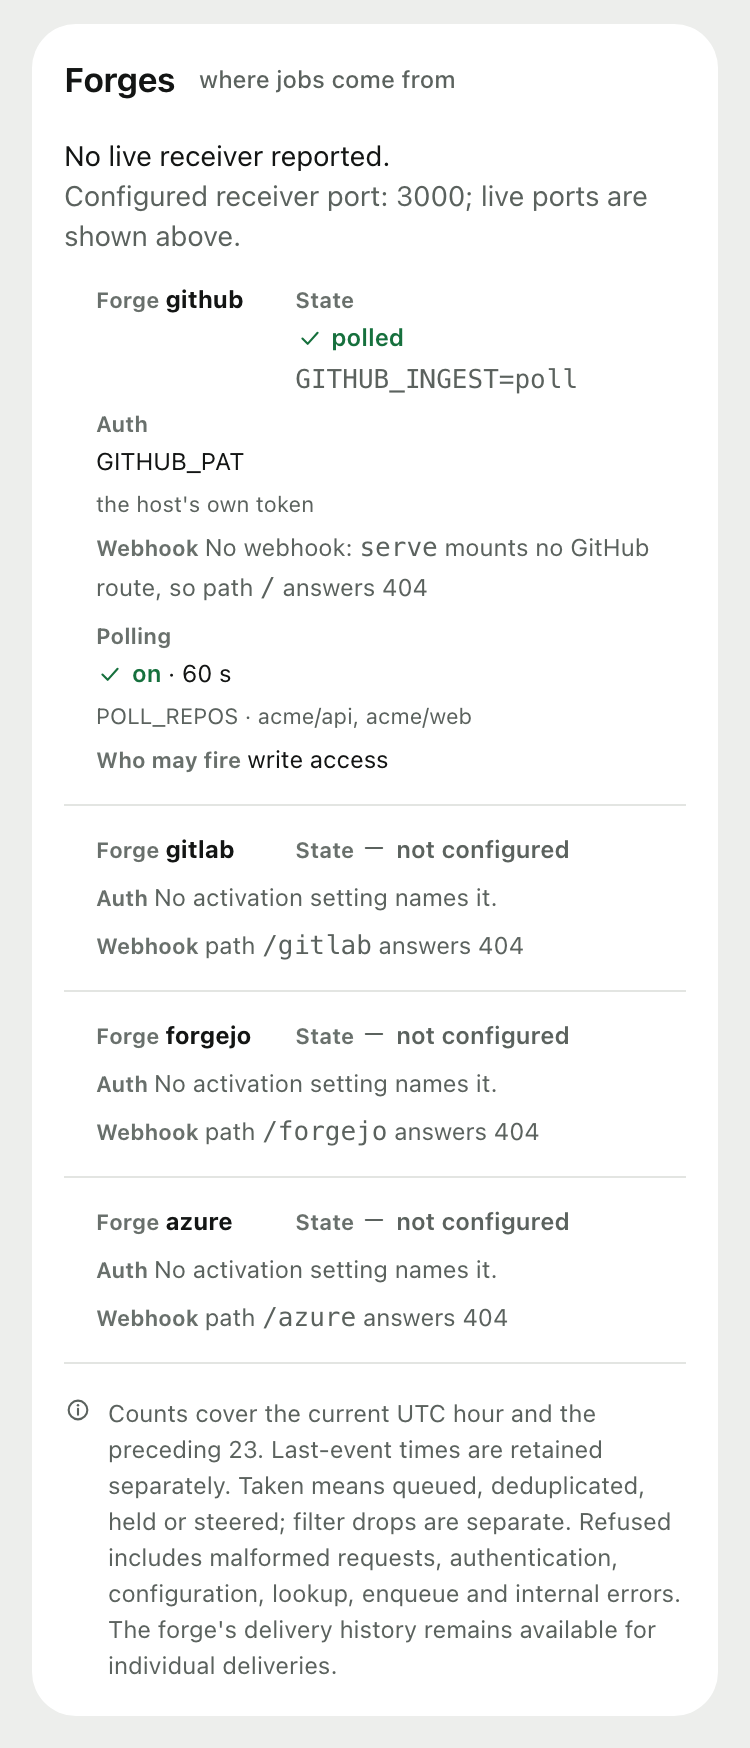 Forges where jobs come from
No live receiver reported.
Configured receiver port: 3000; live ports are
shown above.
Forge github State
✓ polled
GITHUB_INGEST=poll
Auth
GITHUB_PAT
the host's own token
Webhook No webhook: serve mounts no GitHub
route, so path / answers 404
Polling
✓ on · 60 s
POLL_REPOS · acme/api, acme/web
Who may fire write access
Forge gitlab State — not configured
Auth No activation setting names it.
Webhook path /gitlab answers 404
Forge forgejo State — not configured
Auth No activation setting names it.
Webhook path /forgejo answers 404
Forge azure State — not configured
Auth No activation setting names it.
Webhook path /azure answers 404
Counts cover the current UTC hour and the
preceding 23. Last-event times are retained
separately. Taken means queued, deduplicated,
held or steered; filter drops are separate. Refused
includes malformed requests, authentication,
configuration, lookup, enqueue and internal errors.
The forge's delivery history remains available for
individual deliveries.